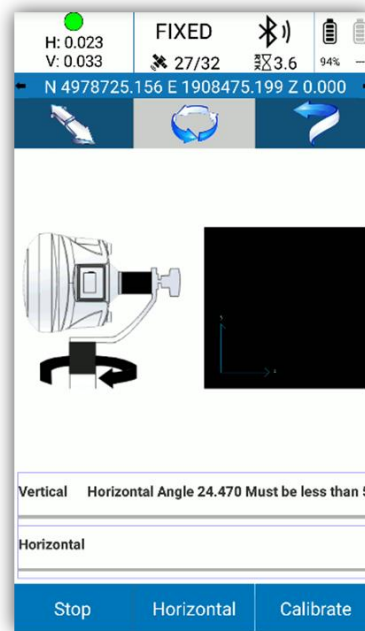 H: 0.023
V: 0.033
FIXED
27/32
3.6
94%
N 4978725.156 E 1908475.199 Z 0.000
Vertical Horizontal Angle 24.470 Must be less than 5
Horizontal
Stop Horizontal Calibrate